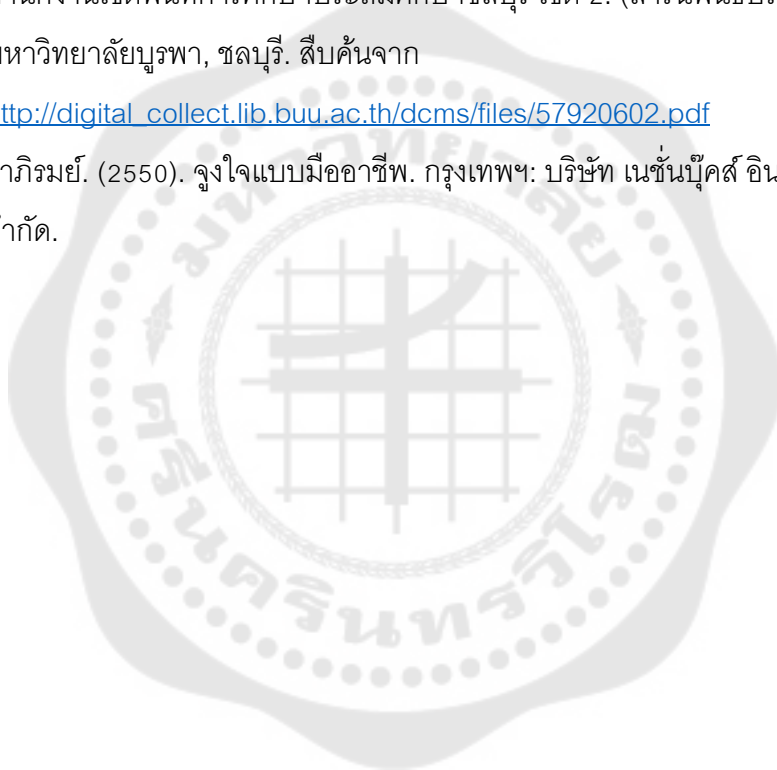 2. (
หาวิทยาลัยบูรพา, ชลบุรี. สืบค้นจาก
ttp://digital_collect.lib.buu.ac.th/dcms/files/57920602.pdf
าภิรมย์. (2550). จูงใจแบบมืออาชีพ. กรุงเทพฯ: บริษัท เนชั่นบุ๊คส์ อิน
ำกัด.
มหาวิทยาลัย
ศรีนครินทรวิโรฒ